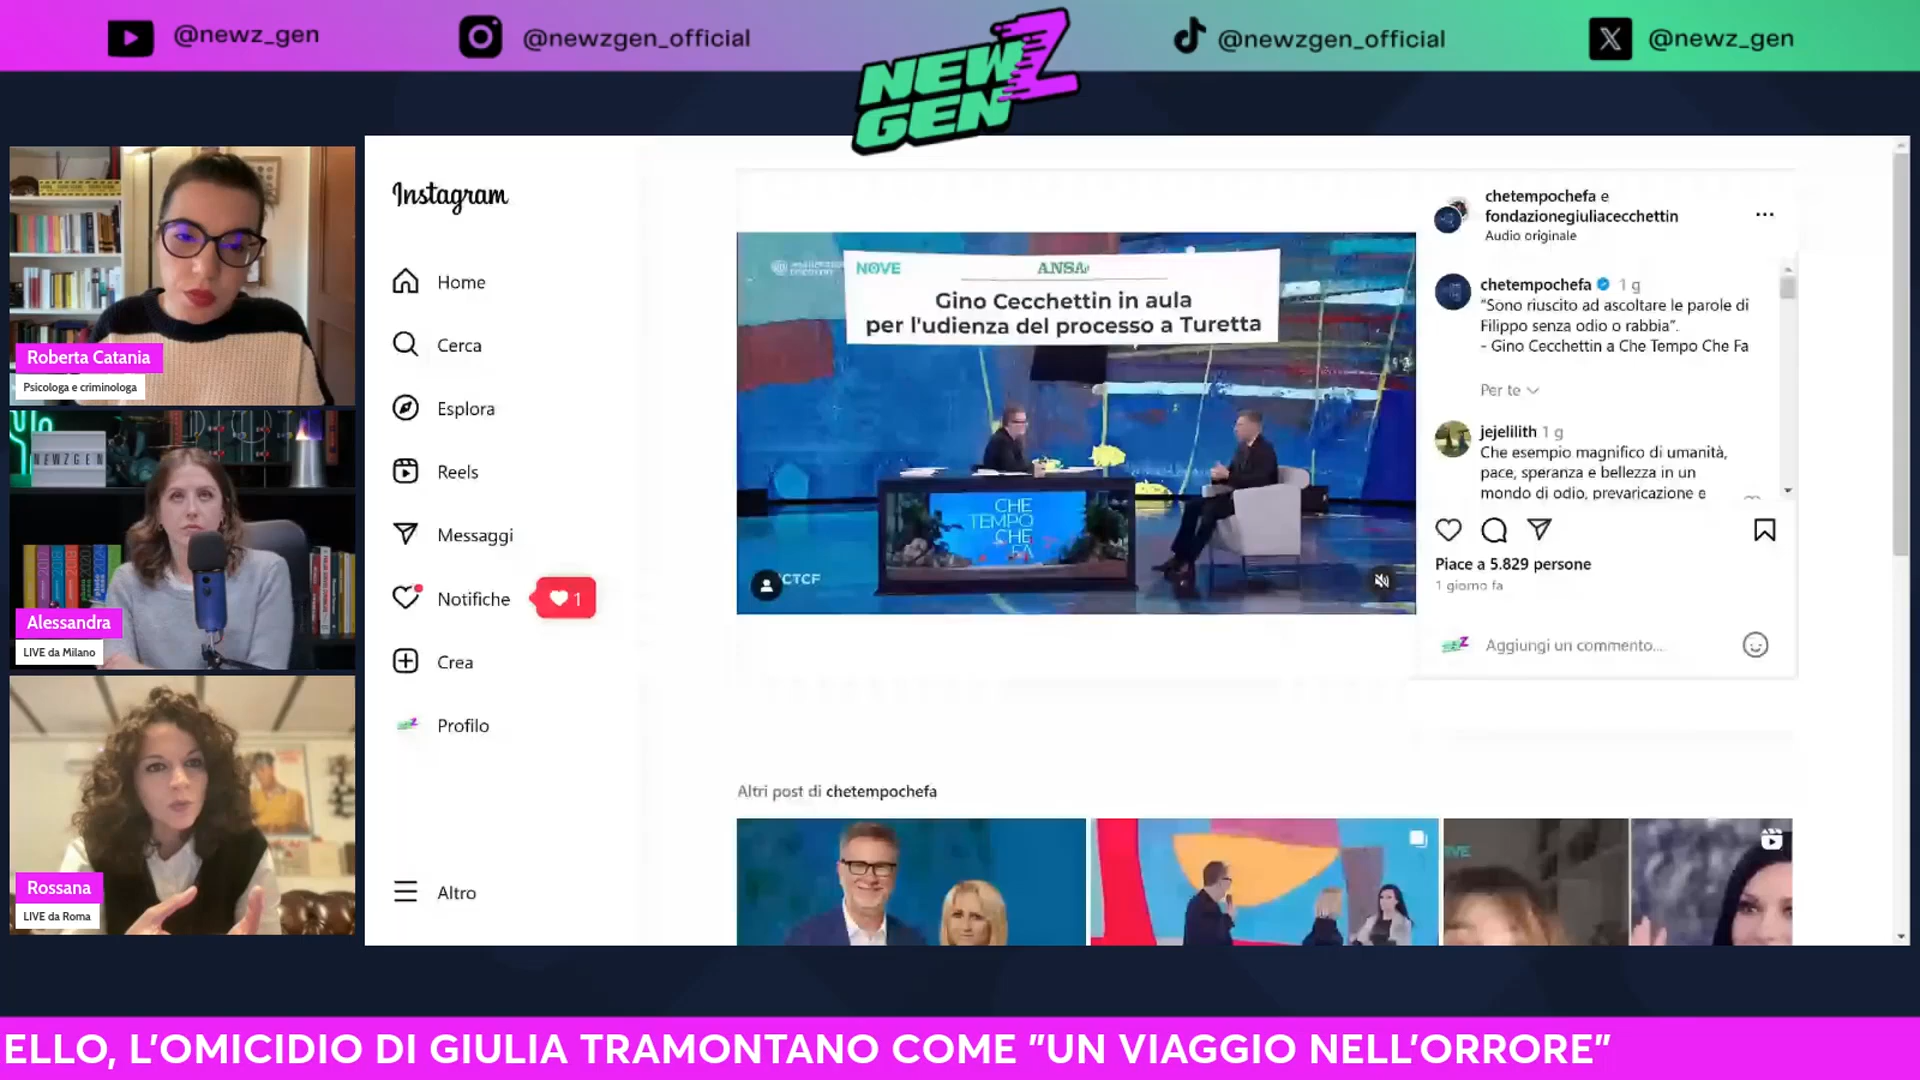 @newz_gen
@newzgen_official
NEWZ
GEN
@newzgen_official
@newz_gen
Roberta Catania
Psicologa e criminologa
NEWZGEN
Alessandra
LIVE da Milano
Rossana
LIVE da Roma
Instagram
Home
Cerca
Esplora
Reels
Messaggi
Notifiche
1
Crea
Profilo
Altro
NOVE
ANSA
Gino Cecchettin in aula
per l'udienza del processo a Turetta
CHE
TEMPO
CHE
FA
CTCF
chetempochefa e
fondazionegiuliacecchettin
Audio originale
chetempochefa 1 g
“Sono riuscito ad ascoltare le parole di
Filippo senza odio o rabbia”.
- Gino Cecchettin a Che Tempo Che Fa
Per te
jejelilith 1 g
Che esempio magnifico di umanità,
pace, speranza e bellezza in un
mondo di odio, prevaricazione e
Piace a 5.829 persone
1 giorno fa
Aggiungi un commento...
Altri post di chetempochefa
ELLO, L'OMICIDIO DI GIULIA TRAMONTANO COME "UN VIAGGIO NELL'ORRORE"